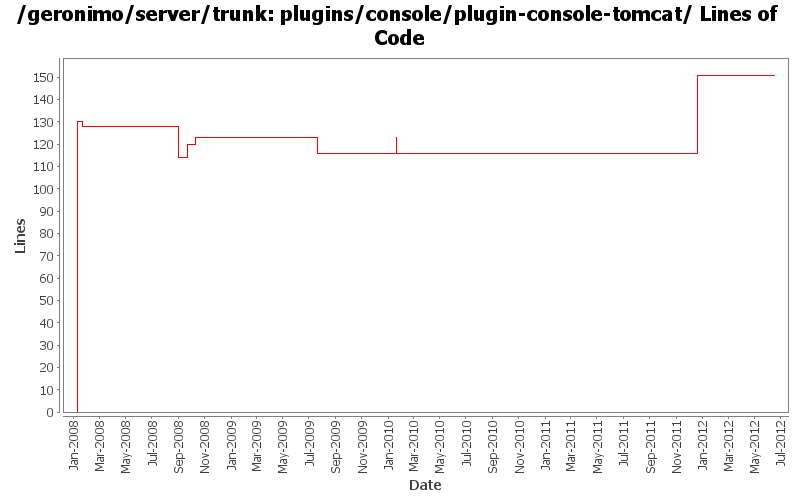 /geronimo/server/trunk: plugins/console/plugin-console-tomcat/ Lines of
Code
150
140
130
120
110
100
90
80
70
60
50
40
30
20
10
0
Lines
Jan-2008
Mar-2008
May-2008
Jul-2008
Sep-2008
Nov-2008
Jan-2009
Mar-2009
May-2009
Jul-2009
Sep-2009
Nov-2009
Jan-2010
Mar-2010
May-2010
Jul-2010
Sep-2010
Nov-2010
Jan-2011
Mar-2011
May-2011
Jul-2011
Sep-2011
Nov-2011
Jan-2012
Mar-2012
May-2012
Jul-2012
Date